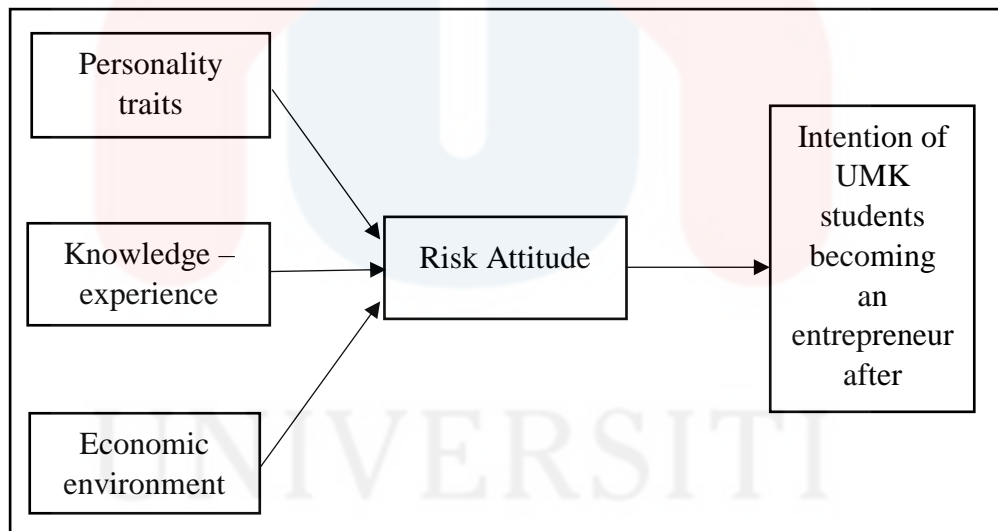 Personality
traits
Knowledge –
experience
Economic
environment
Risk Attitude
Intention of
UMK
students
becoming
an
entrepreneur
after
UNIVERSITI